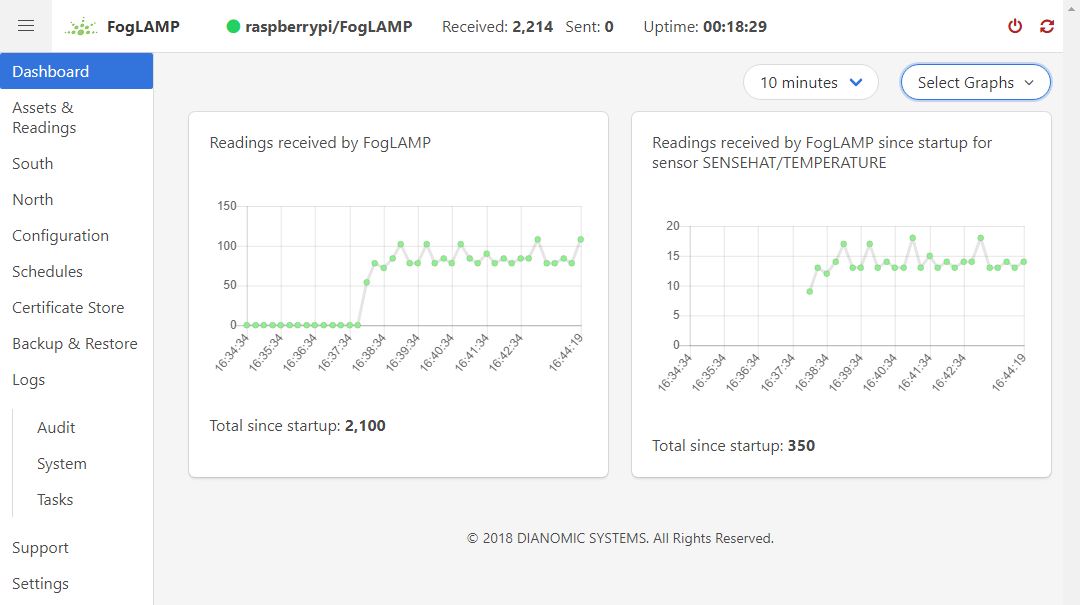 FogLAMP
raspberrypi/FogLAMP
Received: 2,214 Sent: 0
Uptime: 00:18:29
Dashboard
Assets &
Readings
South
North
Configuration
Schedules
Certificate Store
Backup & Restore
Logs
Audit
System
Tasks
Support
Settings
10 minutes
Select Graphs
Readings received by FogLAMP
150
100
50
0
16:34:34
16:35:34
16:36:34
16:37:34
16:38:34
16:39:34
16:40:34
16:41:34
16:42:34
16:44:19
Total since startup: 2,100
Readings received by FogLAMP since startup for
sensor SENSEHAT/TEMPERATURE
20
15
10
5
0
16:34:34
16:35:34
16:36:34
16:37:34
16:38:34
16:39:34
16:40:34
16:41:34
16:42:34
16:44:19
Total since startup: 350
© 2018 DIANOMIC SYSTEMS. All Rights Reserved.